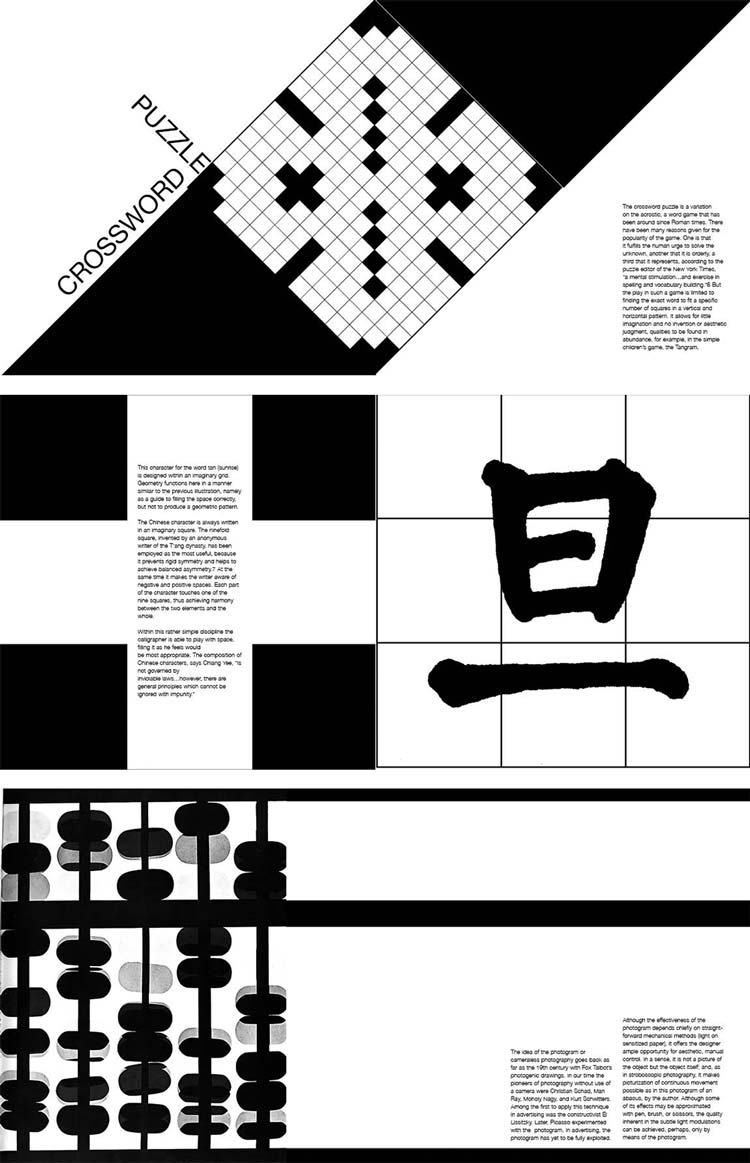 PUZZLE
CROSSWORD
The crossword puzzle is a variation
on the acrostic, a word game that has
been around since Roman times. There
have been many reasons given for the
popularity of the game. One is that
it fulfills the human urge to solve the
unknown, another that it is orderly, a
third that it represents, according to the
puzzle editor of the New York Times,
"a mental stimulation...and exercise in
spelling and vocabulary building."6 But
the play in such a game is limited to
finding the exact word to fit a specific
number of squares in a vertical and
horizontal pattern. It allows for little
imagination and no invention or aesthetic
judgment, qualities to be found in
abundance, for example, in the simple
children's game, the Tangram.
This character for the word tan (sunrise)
is designed within an imaginary grid.
Geometry functions here in a manner
similar to the previous illustration, namely
as a guide to filling the space correctly,
but not to produce a geometric pattern.
The Chinese character is always written
in an imaginary square. The ninefold
square, invented by an anonymous
writer of the T'ang dynasty, has been
employed as the most useful, because
it prevents rigid symmetry and helps to
achieve balanced asymmetry.7 At the
same time it makes the writer aware of
negative and positive spaces. Each part
of the character touches one of the
nine squares, thus achieving harmony
between the two elements and the
whole.
Within this rather simple discipline the
caligrapher is able to play with space,
filling it as he feels would
be most appropriate. The composition of
Chinese characters, says Chiang Yee, "is
not governed by
inviolable laws...however, there are
general principles which cannot be
ignored with impunity."
旦
The idea of the photogram or
cameraless photography goes back as
far as the 19th century with Fox Talbot's
photogenic drawings. In our time the
pioneers of photography without use of
a camera were Christian Schad, Man
Ray, Moholy Nagy, and Kurt Schwitters.
Among the first to apply this technique
in advertising was the constructivist El
Lissitzky. Later, Picasso experimented
with the photogram. In advertising, the
photogram has yet to be fully exploited.
Although the effectiveness of the
photogram depends chiefly on straight-
forward mechanical methods (light on
sensitized paper), it offers the designer
ample opportunity for aesthetic, manual
control. In a sense, it is not a picture of
the object but the object itself; and, as
in stroboscopic photography, it makes
picturization of continuous movement
possible as in this photogram of an
abacus, by the author. Although some
of its effects may be approximated
with pen, brush, or scissors, the quality
inherent in the subtle light modulations
can be achieved, perhaps, only by
means of the photogram.